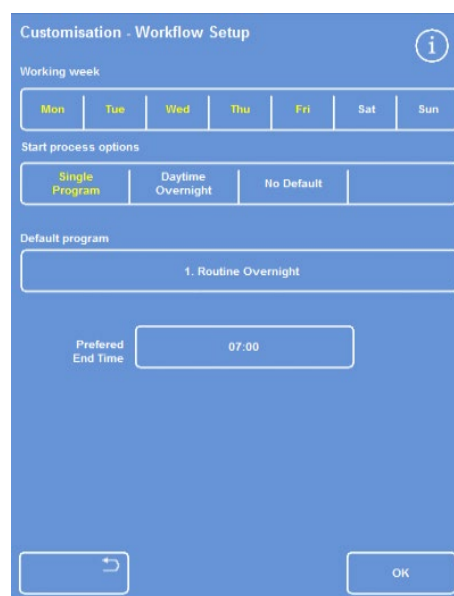 Customisation - Workflow Setup
i
Working week
Mon Tue Wed Thu Fri Sat Sun
Start process options
Single Program
Daytime Overnight
No Default
Default program
1. Routine Overnight
Prefered
End Time
07:00
OK